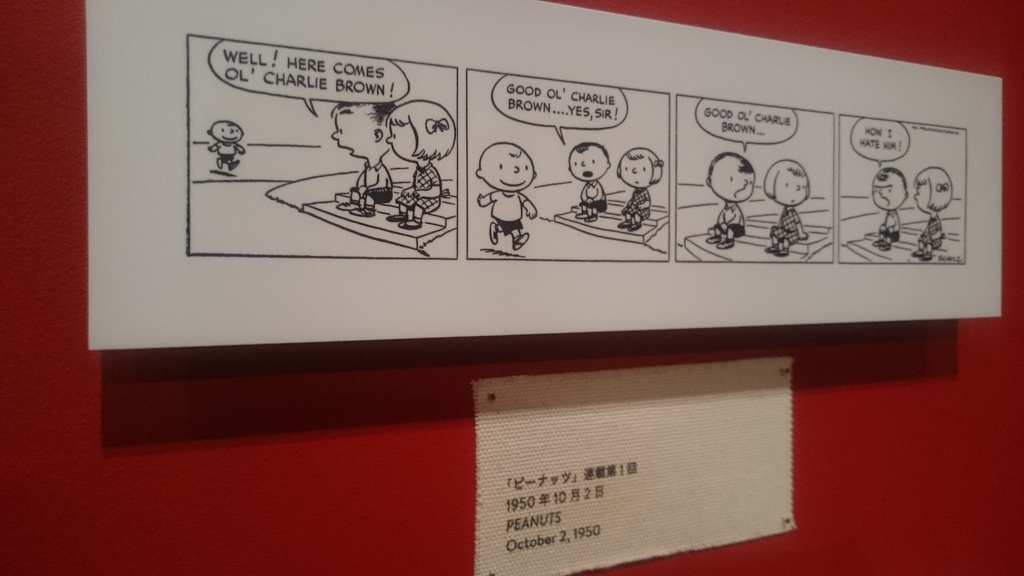 WELL! HERE COMES
OL' CHARLIE BROWN!
GOOD OL' CHARLIE
BROWN....YES, SIR!
GOOD OL' CHARLIE
BROWN...
HOW I
HATE HIM!
SCHULZ
「ピーナッツ」連載第1回
1950年10月2日
PEANUTS
October 2, 1950